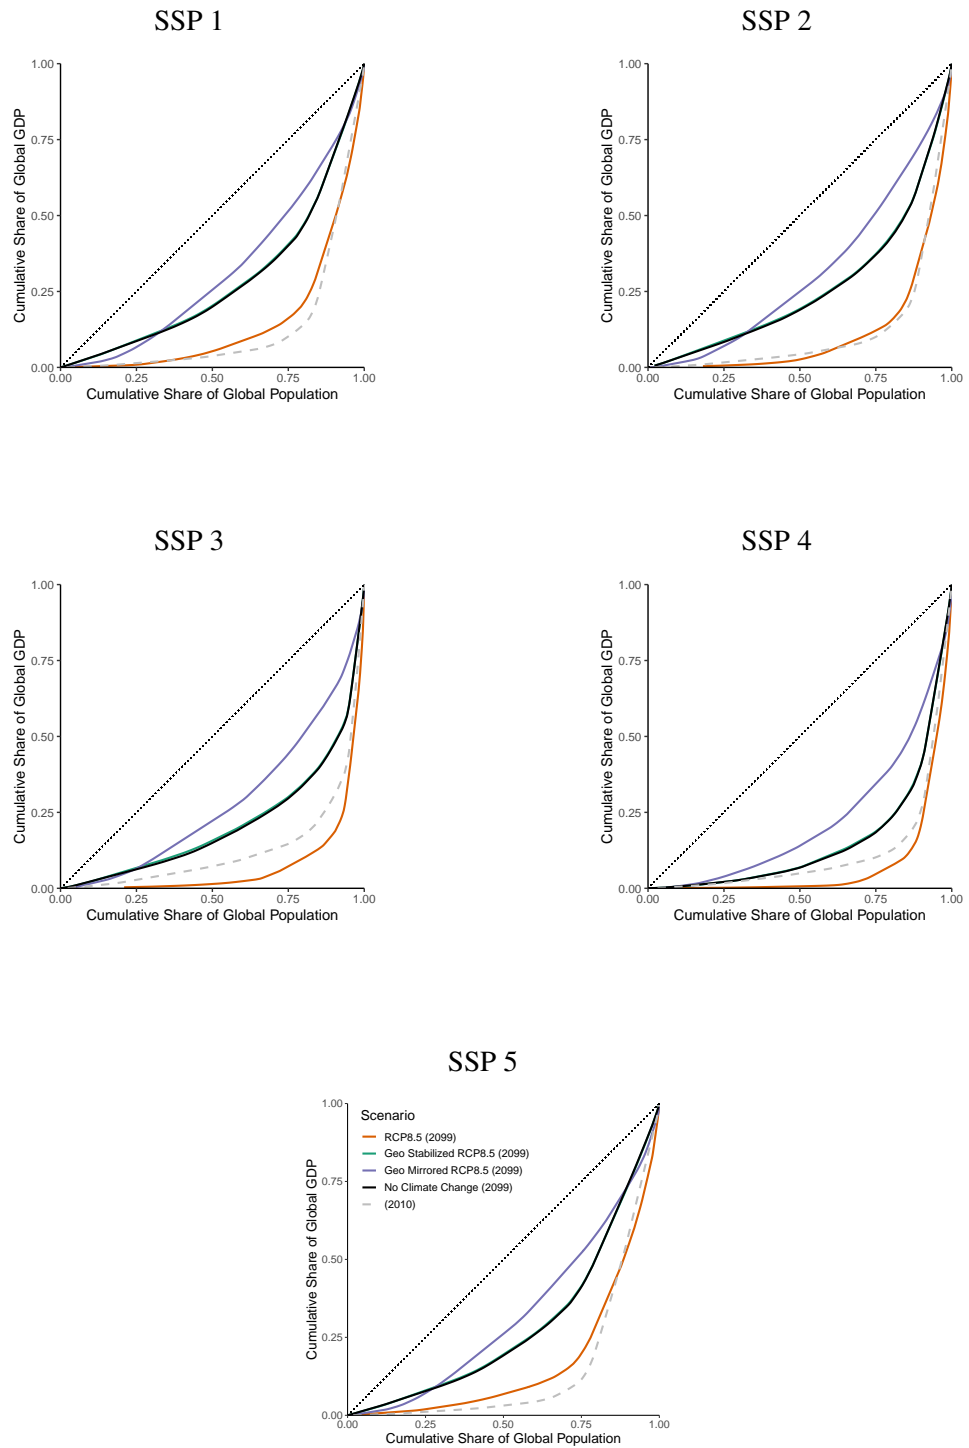 SSP 1
1.00
0.75
0.50
0.25
0.00
0.00 0.25 0.50 0.75 1.00
Cumulative Share of Global Population
Cumulative Share of Global GDP
SSP 2
1.00
0.75
0.50
0.25
0.00
0.00 0.25 0.50 0.75 1.00
Cumulative Share of Global Population
Cumulative Share of Global GDP
SSP 3
1.00
0.75
0.50
0.25
0.00
0.00 0.25 0.50 0.75 1.00
Cumulative Share of Global Population
Cumulative Share of Global GDP
SSP 4
1.00
0.75
0.50
0.25
0.00
0.00 0.25 0.50 0.75 1.00
Cumulative Share of Global Population
Cumulative Share of Global GDP
SSP 5
1.00
0.75
0.50
0.25
0.00
Scenario
RCP8.5 (2099)
Geo Stabilized RCP8.5 (2099)
Geo Mirrored RCP8.5 (2099)
No Climate Change (2099)
(2010)
0.00 0.25 0.50 0.75 1.00
Cumulative Share of Global Population
Cumulative Share of Global GDP